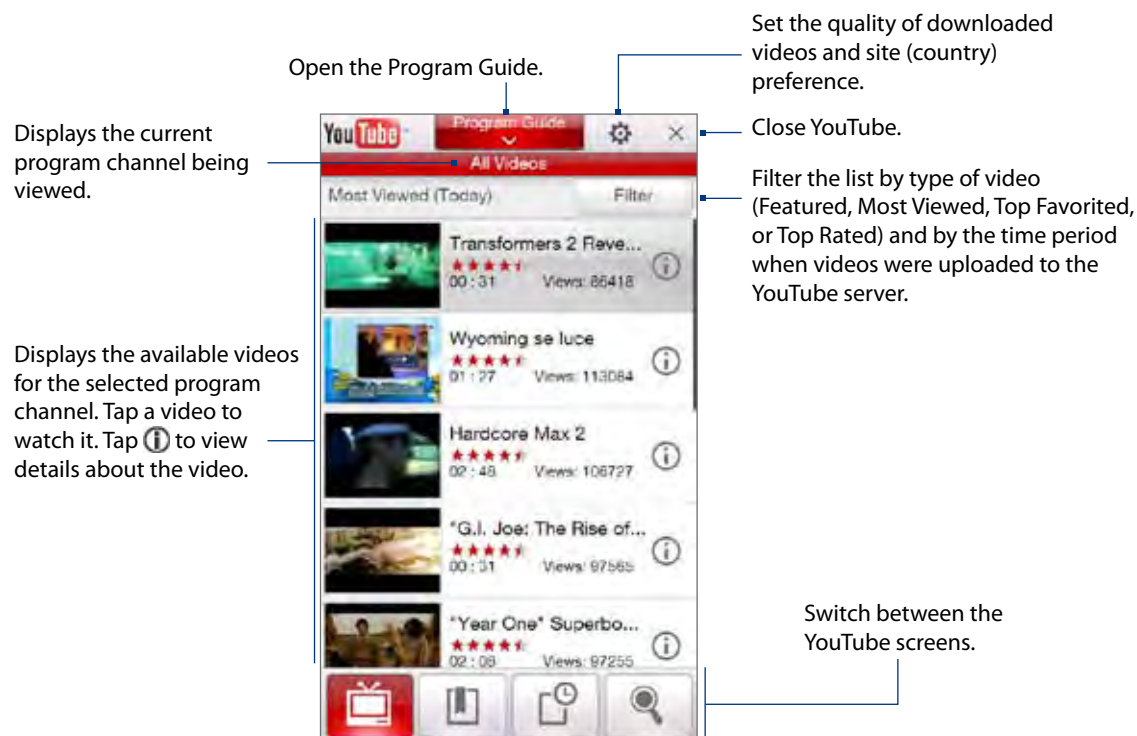 Set the quality of downloaded
videos and site (country)
preference.
Open the Program Guide.
Close YouTube.
Displays the current
program channel being
viewed.
Filter the list by type of video
(Featured, Most Viewed, Top Favorited,
or Top Rated) and by the time period
when videos were uploaded to the
YouTube server.
Displays the available videos
for the selected program
channel. Tap a video to
watch it. Tap to view
details about the video.
Switch between the
YouTube screens.
YouTube
Program Guide
All Videos
Most Viewed (Today)
Filter
Transformers 2 Reve...
00:31 Views: 86418
Wyoming se luce
01:27 Views: 113084
Hardcore Max 2
02:48 Views: 106727
"G.I. Joe: The Rise of...
00:31 Views: 97565
"Year One" Superbo...
02:08 Views: 97255